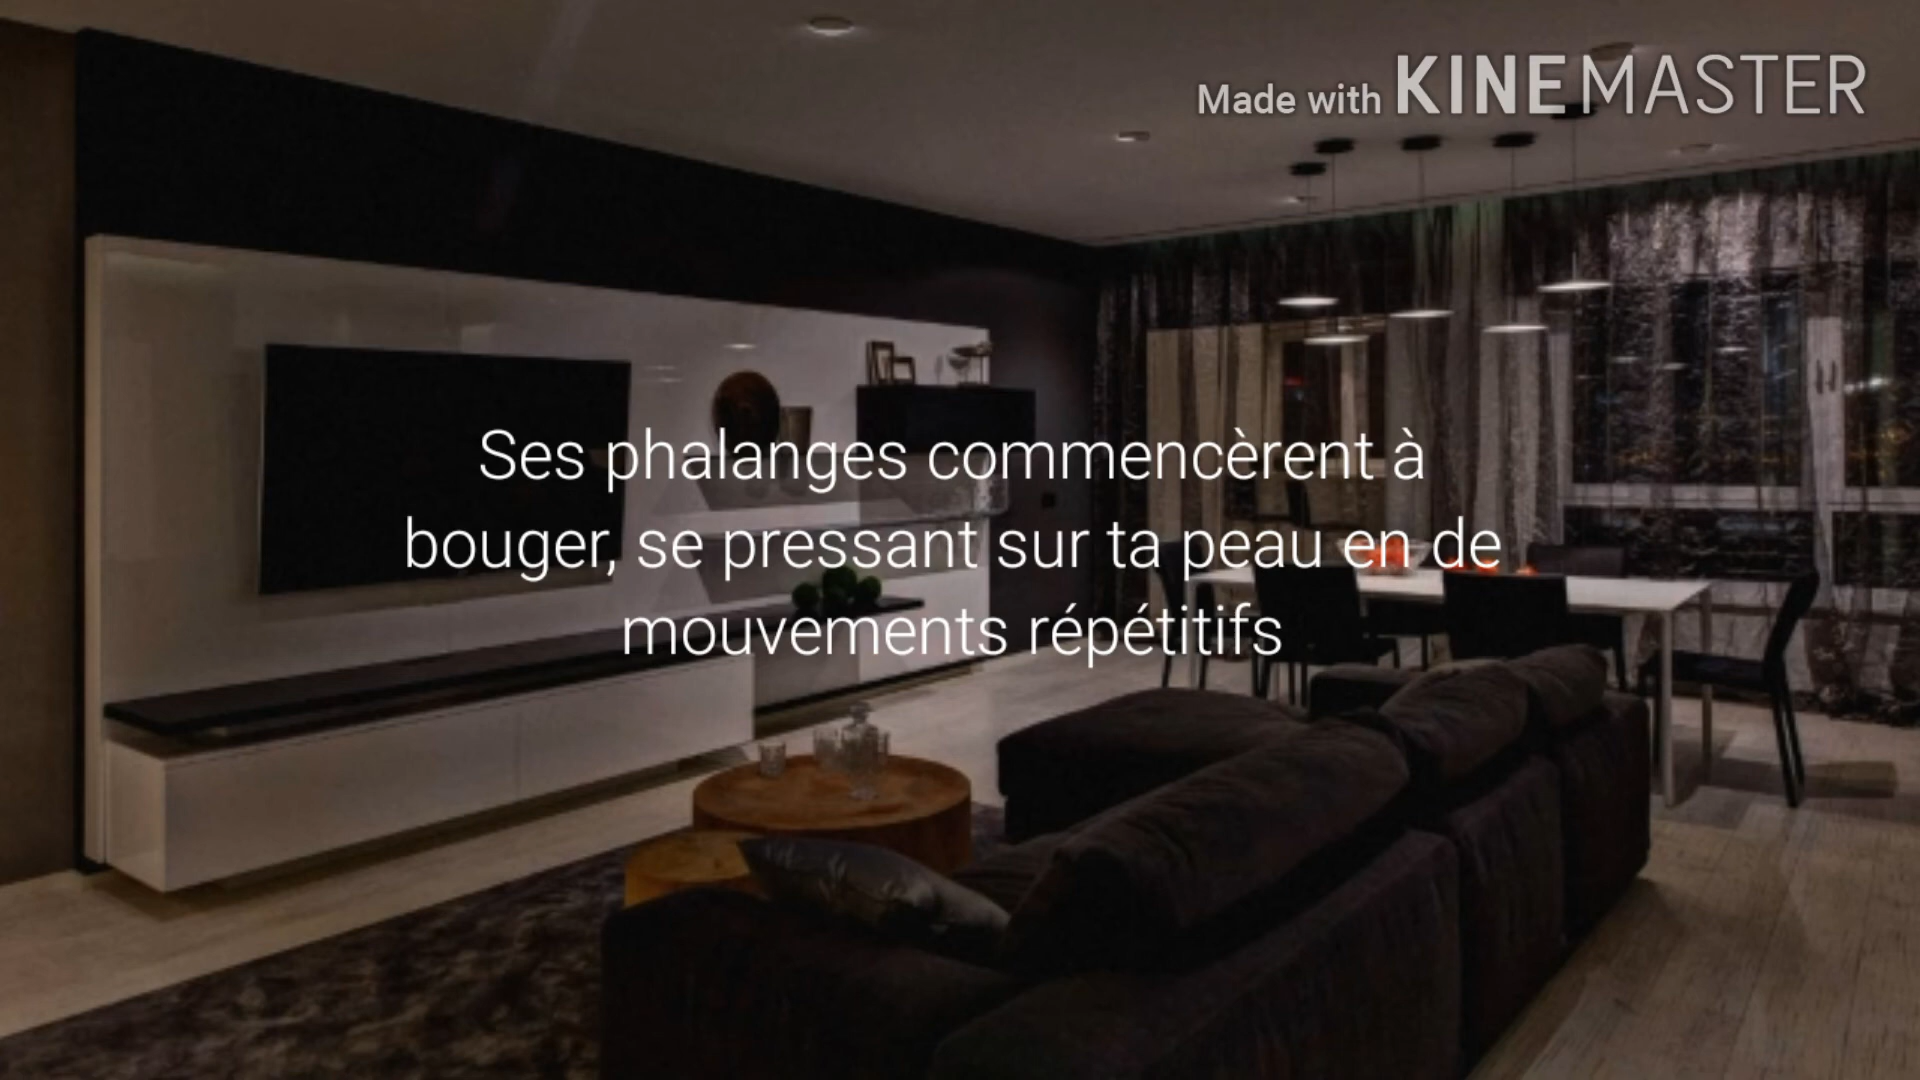 Made with KINEMASTER
Ses phalanges commencèrent à
bouger, se pressant sur ta peau en de
mouvements répétitifs